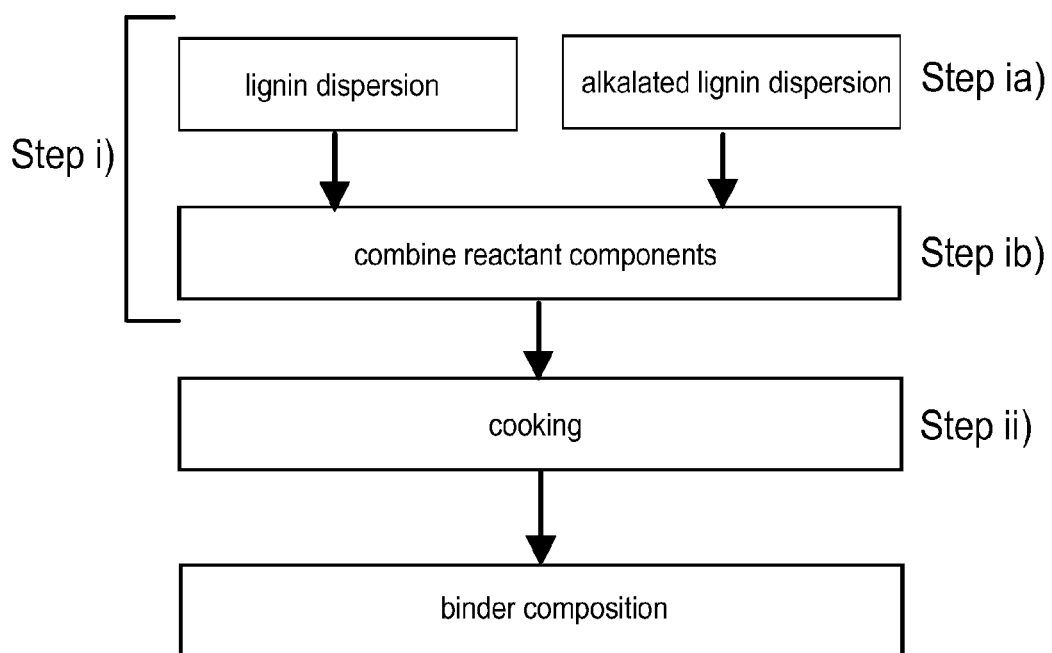 lignin dispersion
alkalated lignin dispersion
Step ia)
Step i)
combine reactant components
Step ib)
cooking
Step ii)
binder composition